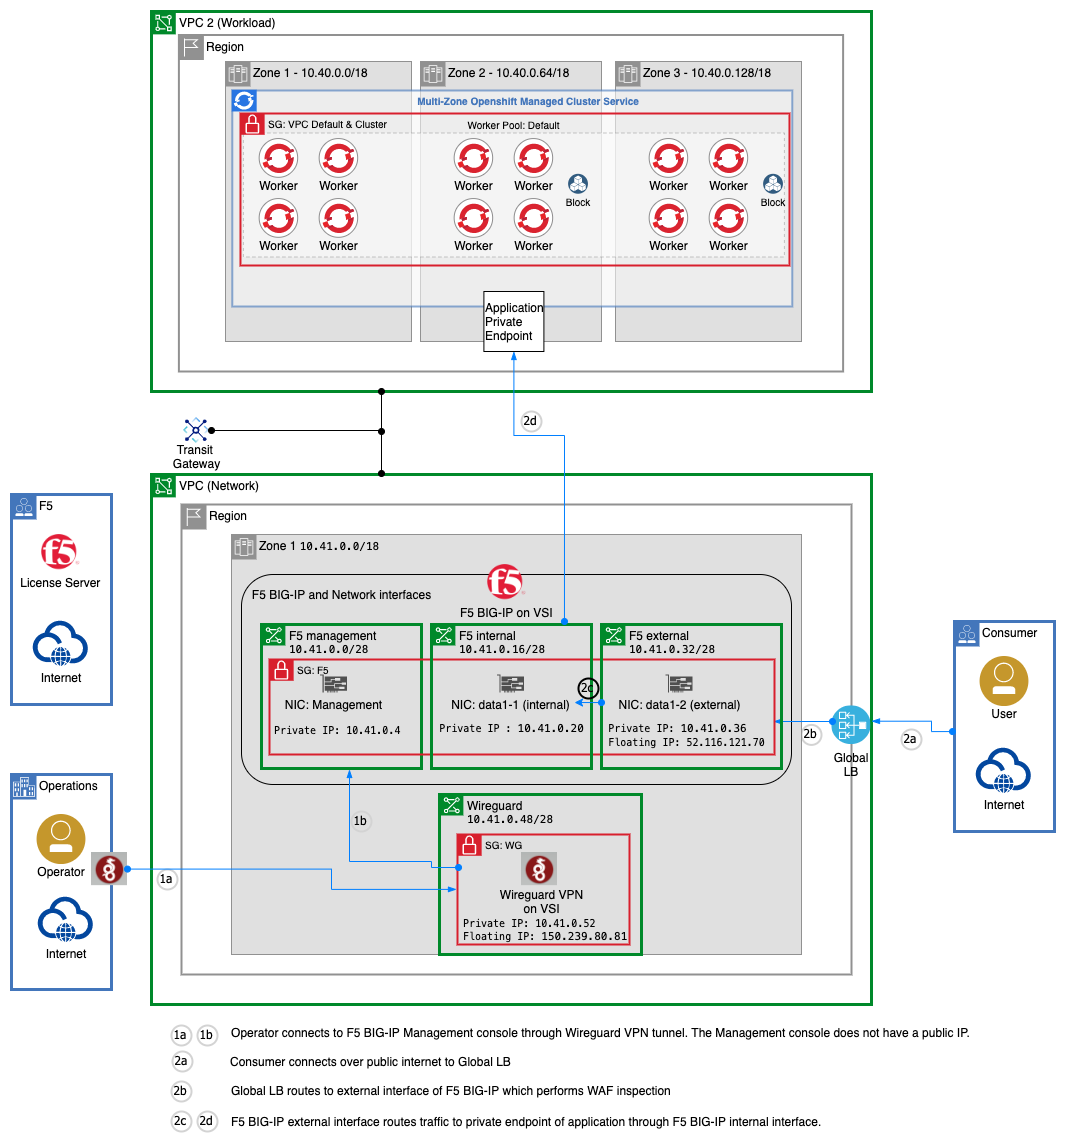 VPC 2 (Workload)
Region
Zone 1 - 10.40.0.0/18
Zone 2 - 10.40.0.64/18
Zone 3 - 10.40.0.128/18
Multi-Zone Openshift Managed Cluster Service
SG: VPC Default & Cluster
Worker Pool: Default
Worker
Worker
Worker
Worker
Worker
Worker
Block
Block
Worker
Worker
Worker
Worker
Worker
Worker
Application
Private
Endpoint
2d
Transit
Gateway
VPC (Network)
Region
F5
f5
License Server
Internet
Zone 1 10.41.0.0/18
f5
F5 BIG-IP and Network interfaces
F5 BIG-IP on VSI
F5 management
10.41.0.0/28
F5 internal
10.41.0.16/28
F5 external
10.41.0.32/28
SG: F5
NIC: Management
Private IP: 10.41.0.4
NIC: data1-1 (internal)
Private IP : 10.41.0.20
2c
NIC: data1-2 (external)
Private IP: 10.41.0.36
Floating IP: 52.116.121.70
2b
Global
LB
2a
Consumer
User
Internet
Operations
Operator
Internet
1a
1b
Wireguard
10.41.0.48/28
SG: WG
Wireguard VPN
on VSI
Private IP: 10.41.0.52
Floating IP: 150.239.80.81
1a 1b Operator connects to F5 BIG-IP Management console through Wireguard VPN tunnel. The Management console does not have a public IP.
2a Consumer connects over public internet to Global LB
2b Global LB routes to external interface of F5 BIG-IP which performs WAF inspection
2c 2d F5 BIG-IP external interface routes traffic to private endpoint of application through F5 BIG-IP internal interface.